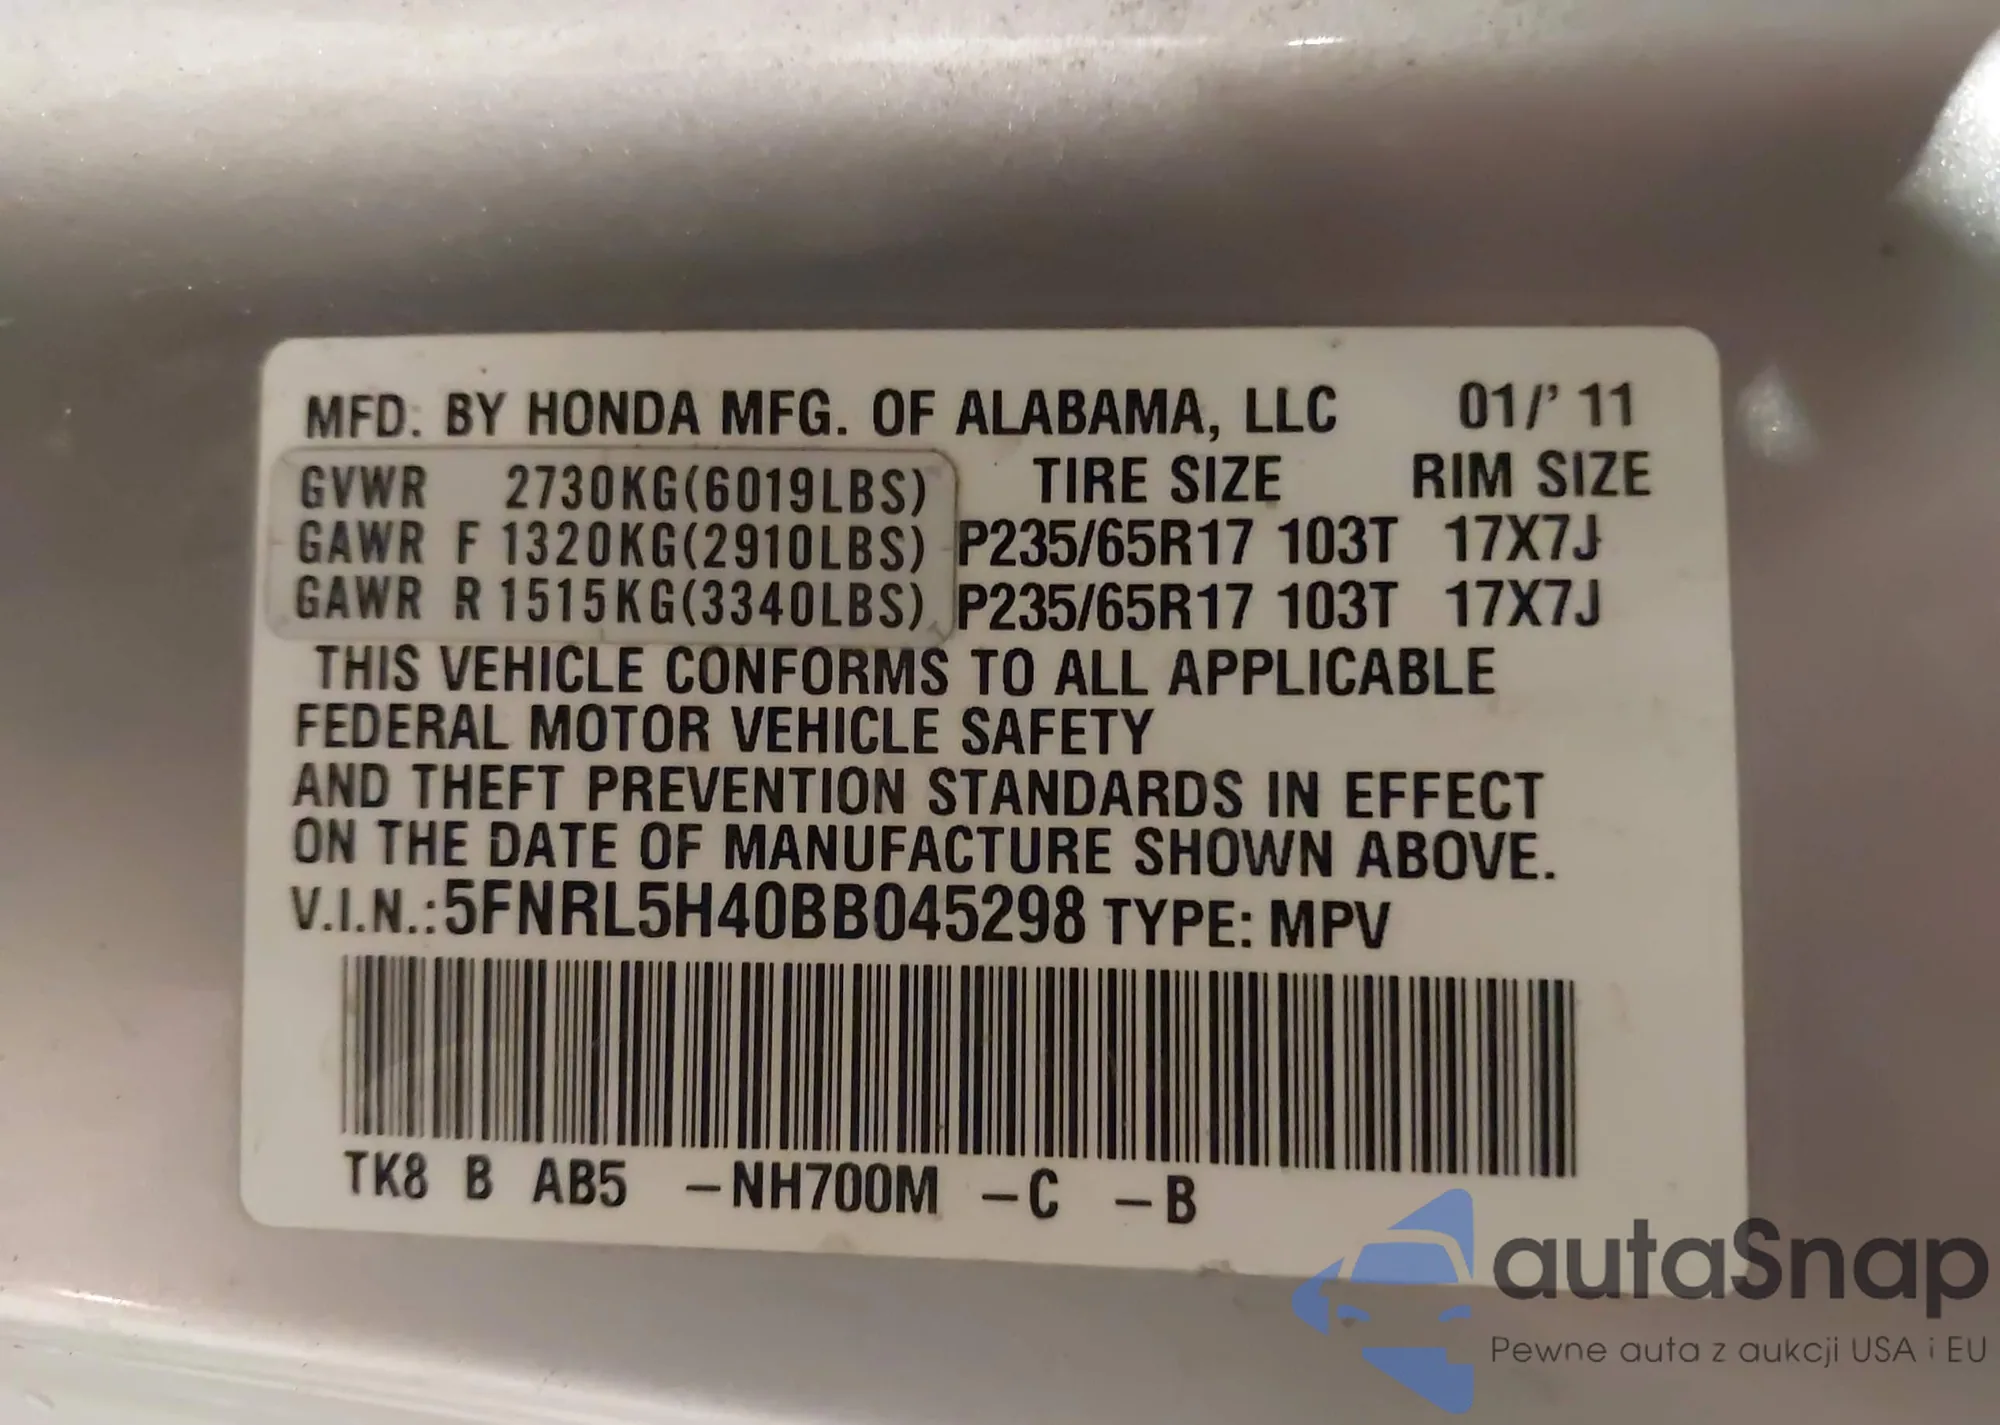 MFD. BY HONDA MFG. OF ALABAMA, LLC 01/' 11
GVWR 2730KG(6019LBS) TIRE SIZE RIM SIZE
GAWR F 1320KG(2910LBS) P235/65R17 103T 17X7J
GAWR R 1515KG(3340LBS) P235/65R17 103T 17X7J
THIS VEHICLE CONFORMS TO ALL APPLICABLE
FEDERAL MOTOR VEHICLE SAFETY
AND THEFT PREVENTION STANDARDS IN EFFECT
ON THE DATE OF MANUFACTURE SHOWN ABOVE.
V.I.N.:5FNRL5H40BB045298 TYPE: MPV
TK8 B AB5 -NH700M -C -B
autaSnap
Pewne auta z aukcji USA i EU